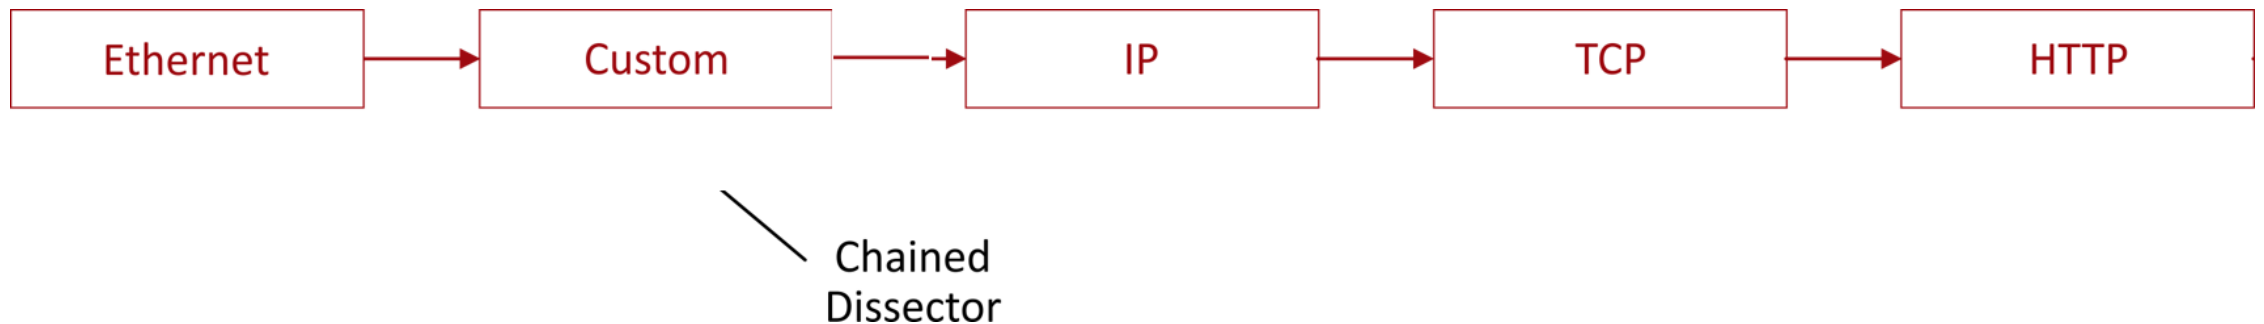 Ethernet
Custom
IP
TCP
HTTP
Chained
Dissector